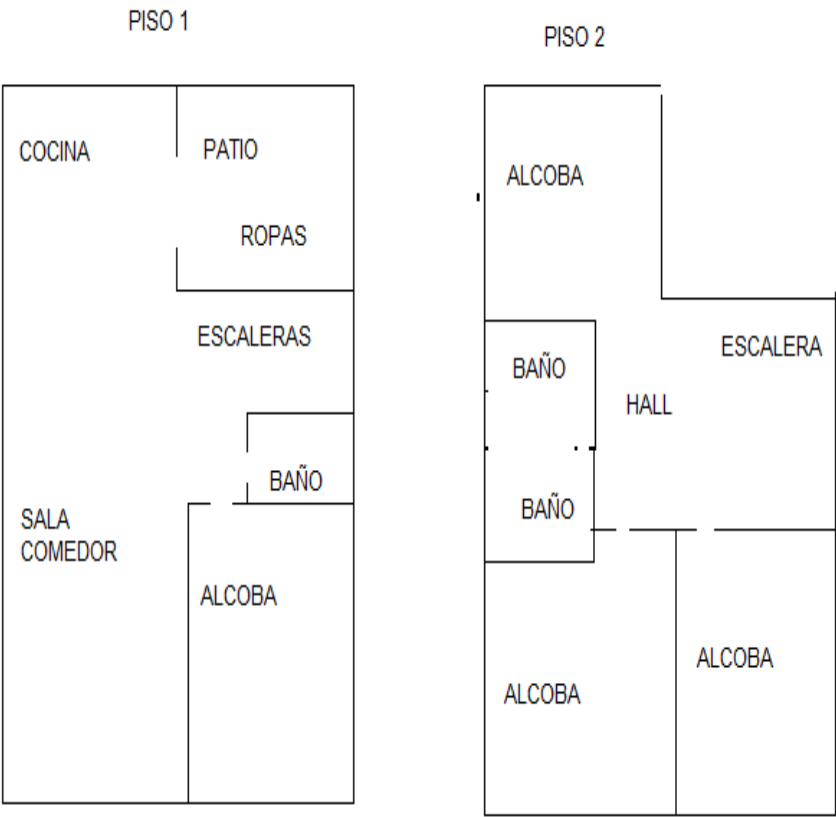 PISO 1
COCINA
PATIO
ROPAS
ESCALERAS
BAÑO
SALA
COMEDOR
ALCOBA
PISO 2
ALCOBA
BAÑO
ESCALERA
HALL
BAÑO
ALCOBA
ALCOBA